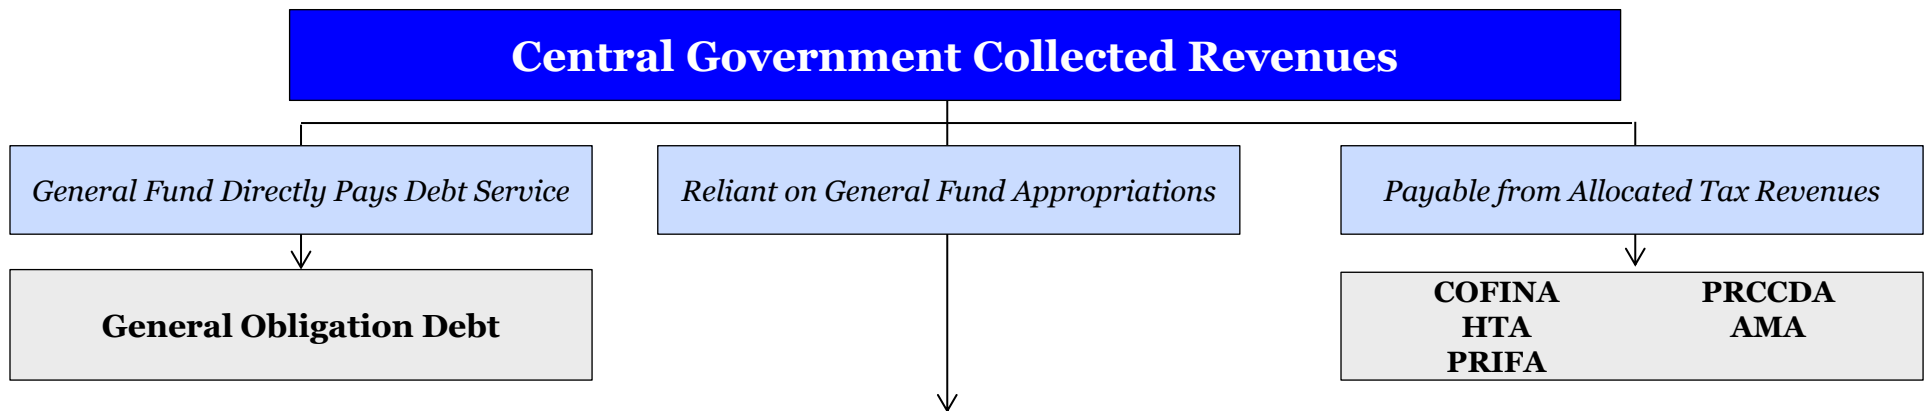 Central Government Collected Revenues
General Fund Directly Pays Debt Service
Reliant on General Fund Appropriations
Payable from Allocated Tax Revenues
General Obligation Debt
COFINA PRCCDA
HTA AMA
PRIFA